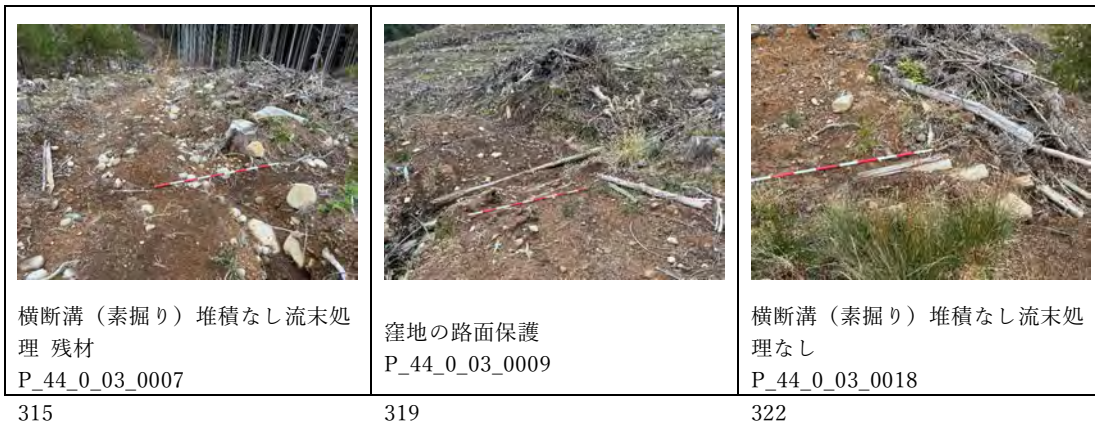 横断溝（素掘り）堆積なし流末処
理 残材
P_44_0_03_0007
315
窪地の路面保護
P_44_0_03_0009
319
横断溝（素掘り）堆積なし流末処
理なし
P_44_0_03_0018
322